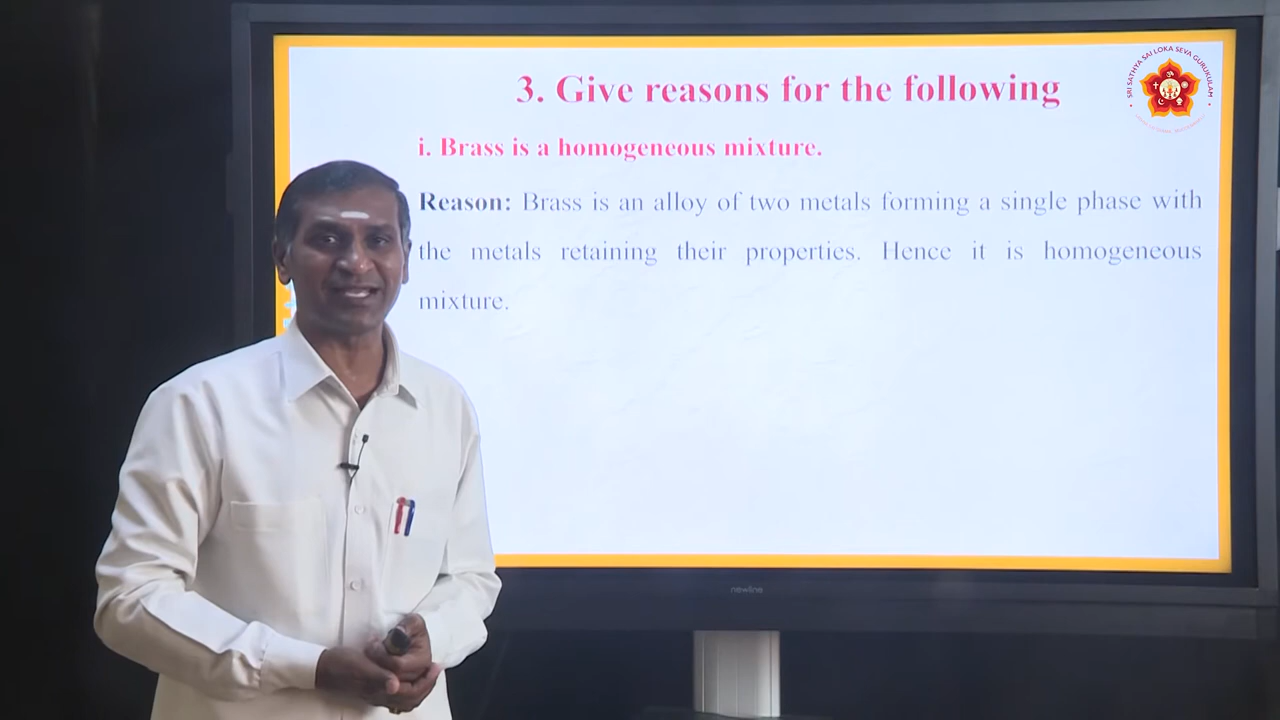 3. Give reasons for the following
SRI SATHYA SAI LOKA SEVA GURUKULAM
i. Brass is a homogeneous mixture.
Reason: Brass is an alloy of two metals forming a single phase with
the metals retaining their properties. Hence it is homogeneous
mixture.
newline